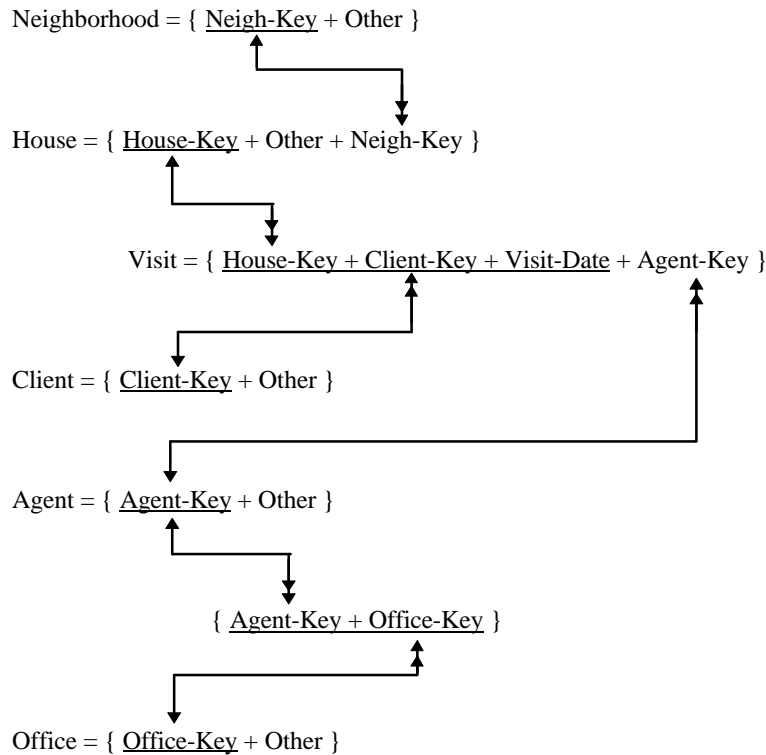 Neighborhood = { Neigh-Key + Other }
House = { House-Key + Other + Neigh-Key }
Visit = { House-Key + Client-Key + Visit-Date + Agent-Key }
Client = { Client-Key + Other }
Agent = { Agent-Key + Other }
{ Agent-Key + Office-Key }
Office = { Office-Key + Other }